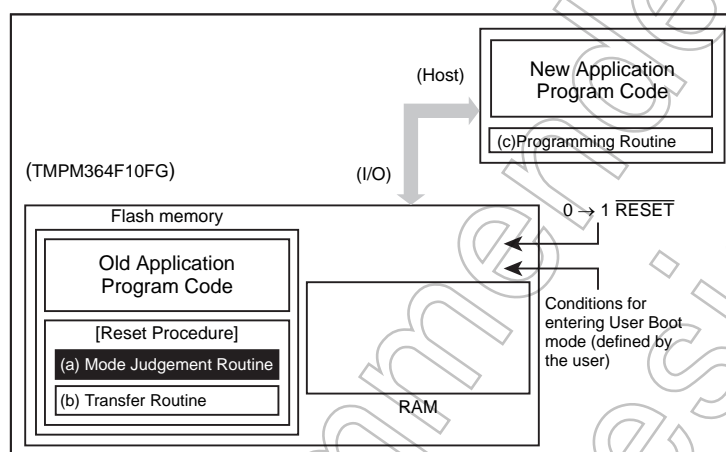 New Application
Program Code
(c)Programming Routine
(Host)
(I/O)
(TMPM364F10FG)
Flash memory
Old Application
Program Code
[Reset Procedure]
(a) Mode Judgement Routine
(b) Transfer Routine
RAM
0 → 1 RESET
Conditions for
entering User Boot
mode (defined by
the user)